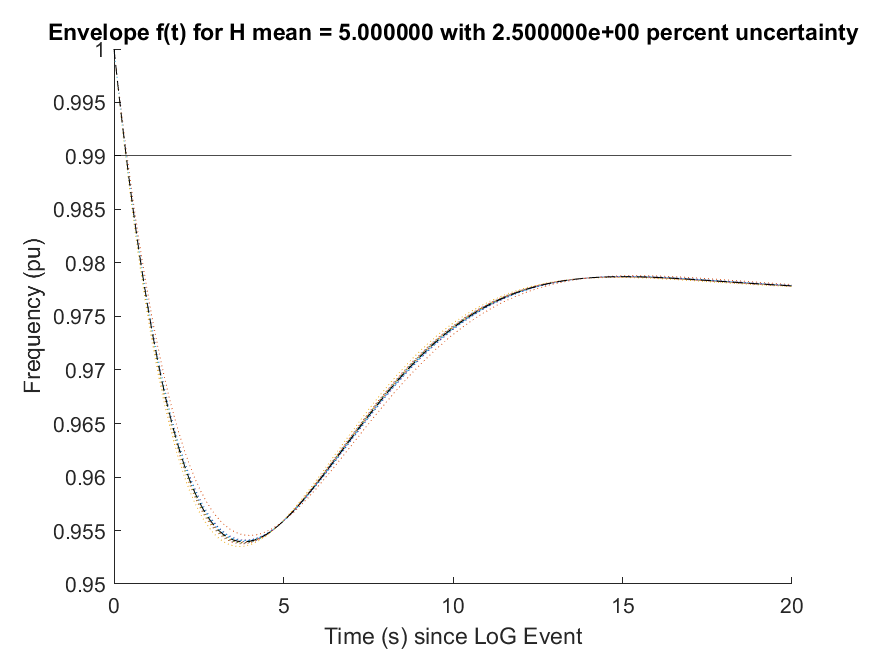 Envelope f(t) for H mean = 5.000000 with 2.500000e+00 percent uncertainty
1
0.995
0.99
0.985
0.98
0.975
0.97
0.965
0.96
0.955
0.95
Frequency (pu)
0 5 10 15 20
Time (s) since LoG Event